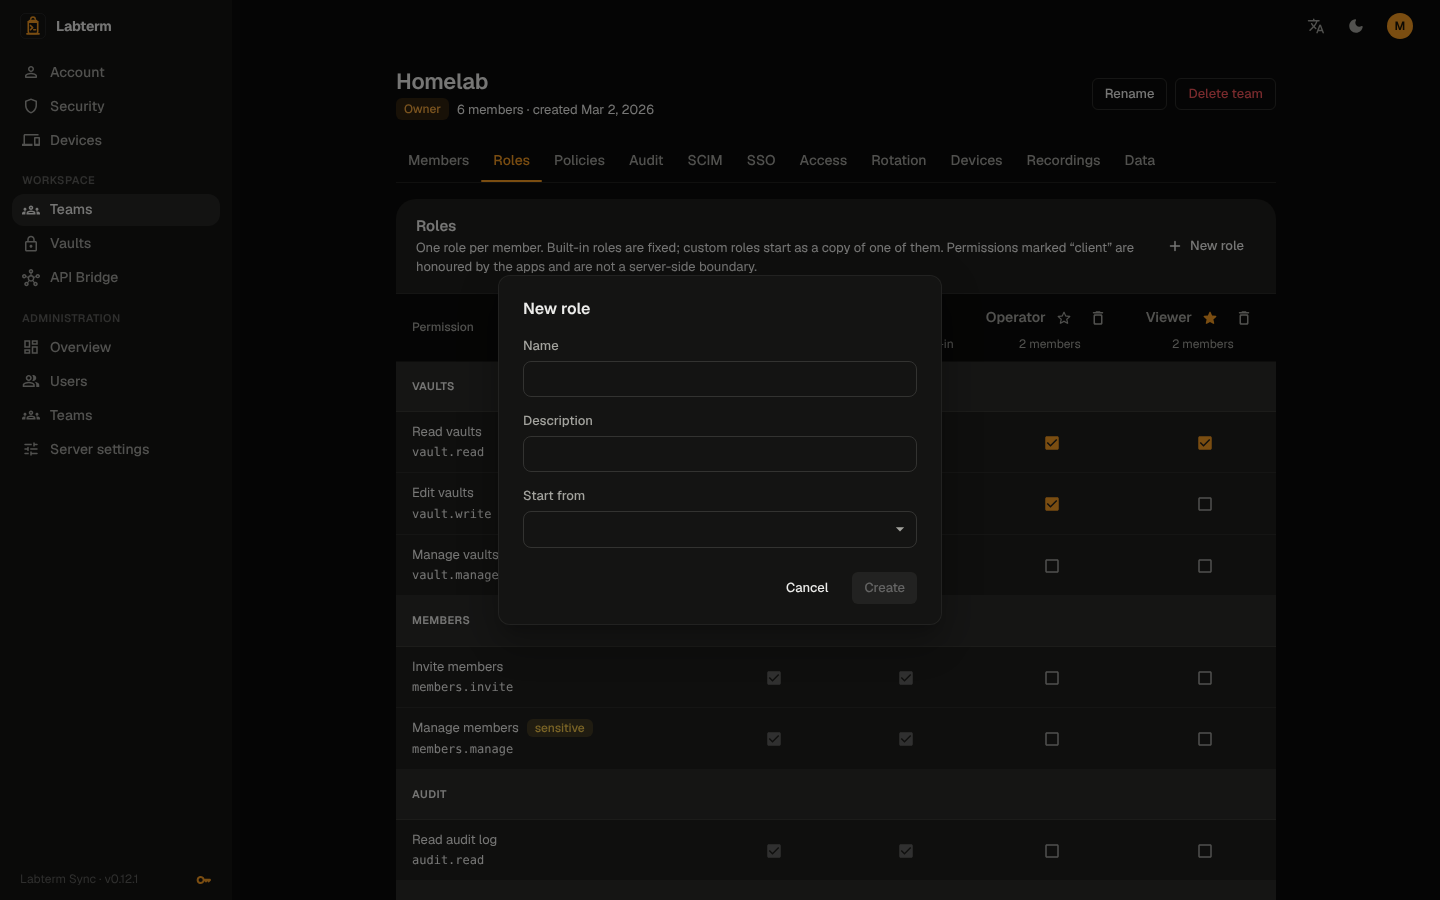 Labterm
M
Account
Security
Devices
WORKSPACE
Teams
Vaults
API Bridge
ADMINISTRATION
Overview
Users
Teams
Server settings
Labterm Sync · v0.12.1
Homelab
Owner 6 members · created Mar 2, 2026
Rename
Delete team
Members Roles Policies Audit SCIM SSO Access Rotation Devices Recordings Data
Roles
One role per member. Built-in roles are fixed; custom roles start as a copy of one of them. Permissions marked “client” are
honoured by the apps and are not a server-side boundary.
New role
Permission
-in
Operator
2 members
Viewer
2 members
VAULTS
Read vaults
vault.read
Edit vaults
vault.write
Manage vaults
vault.manage
MEMBERS
Invite members
members.invite
Manage members sensitive
members.manage
AUDIT
Read audit log
audit.read
New role
Name
Description
Start from
Cancel
Create